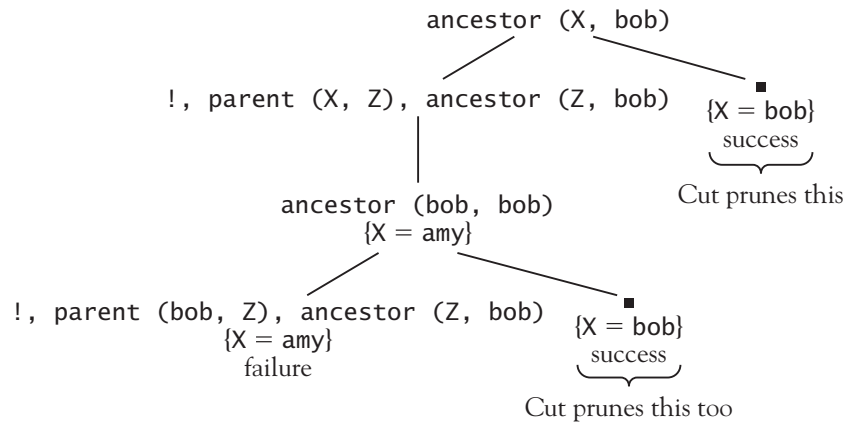 ancestor (X, bob)
!, parent (X, Z), ancestor (Z, bob)
{X = bob}
success
Cut prunes this
ancestor (bob, bob)
{X = amy}
!, parent (bob, Z), ancestor (Z, bob)
{X = amy}
failure
{X = bob}
success
Cut prunes this too